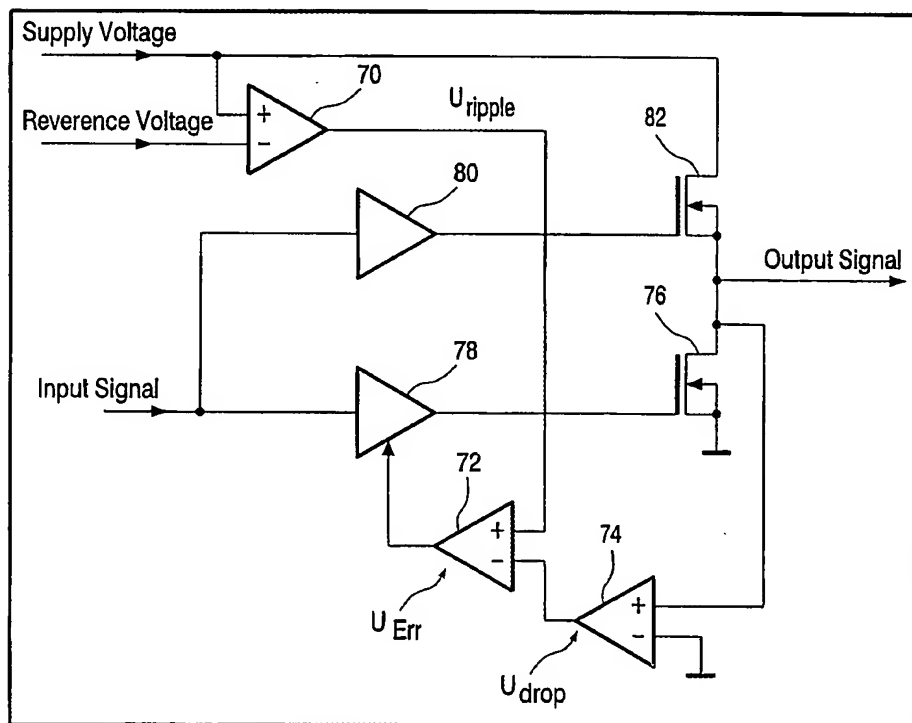 Supply Voltage
70
Reverence Voltage
+
-
U ripple
82
80
Output Signal
76
78
Input Signal
72
+
-
74
U Err
+
-
U drop